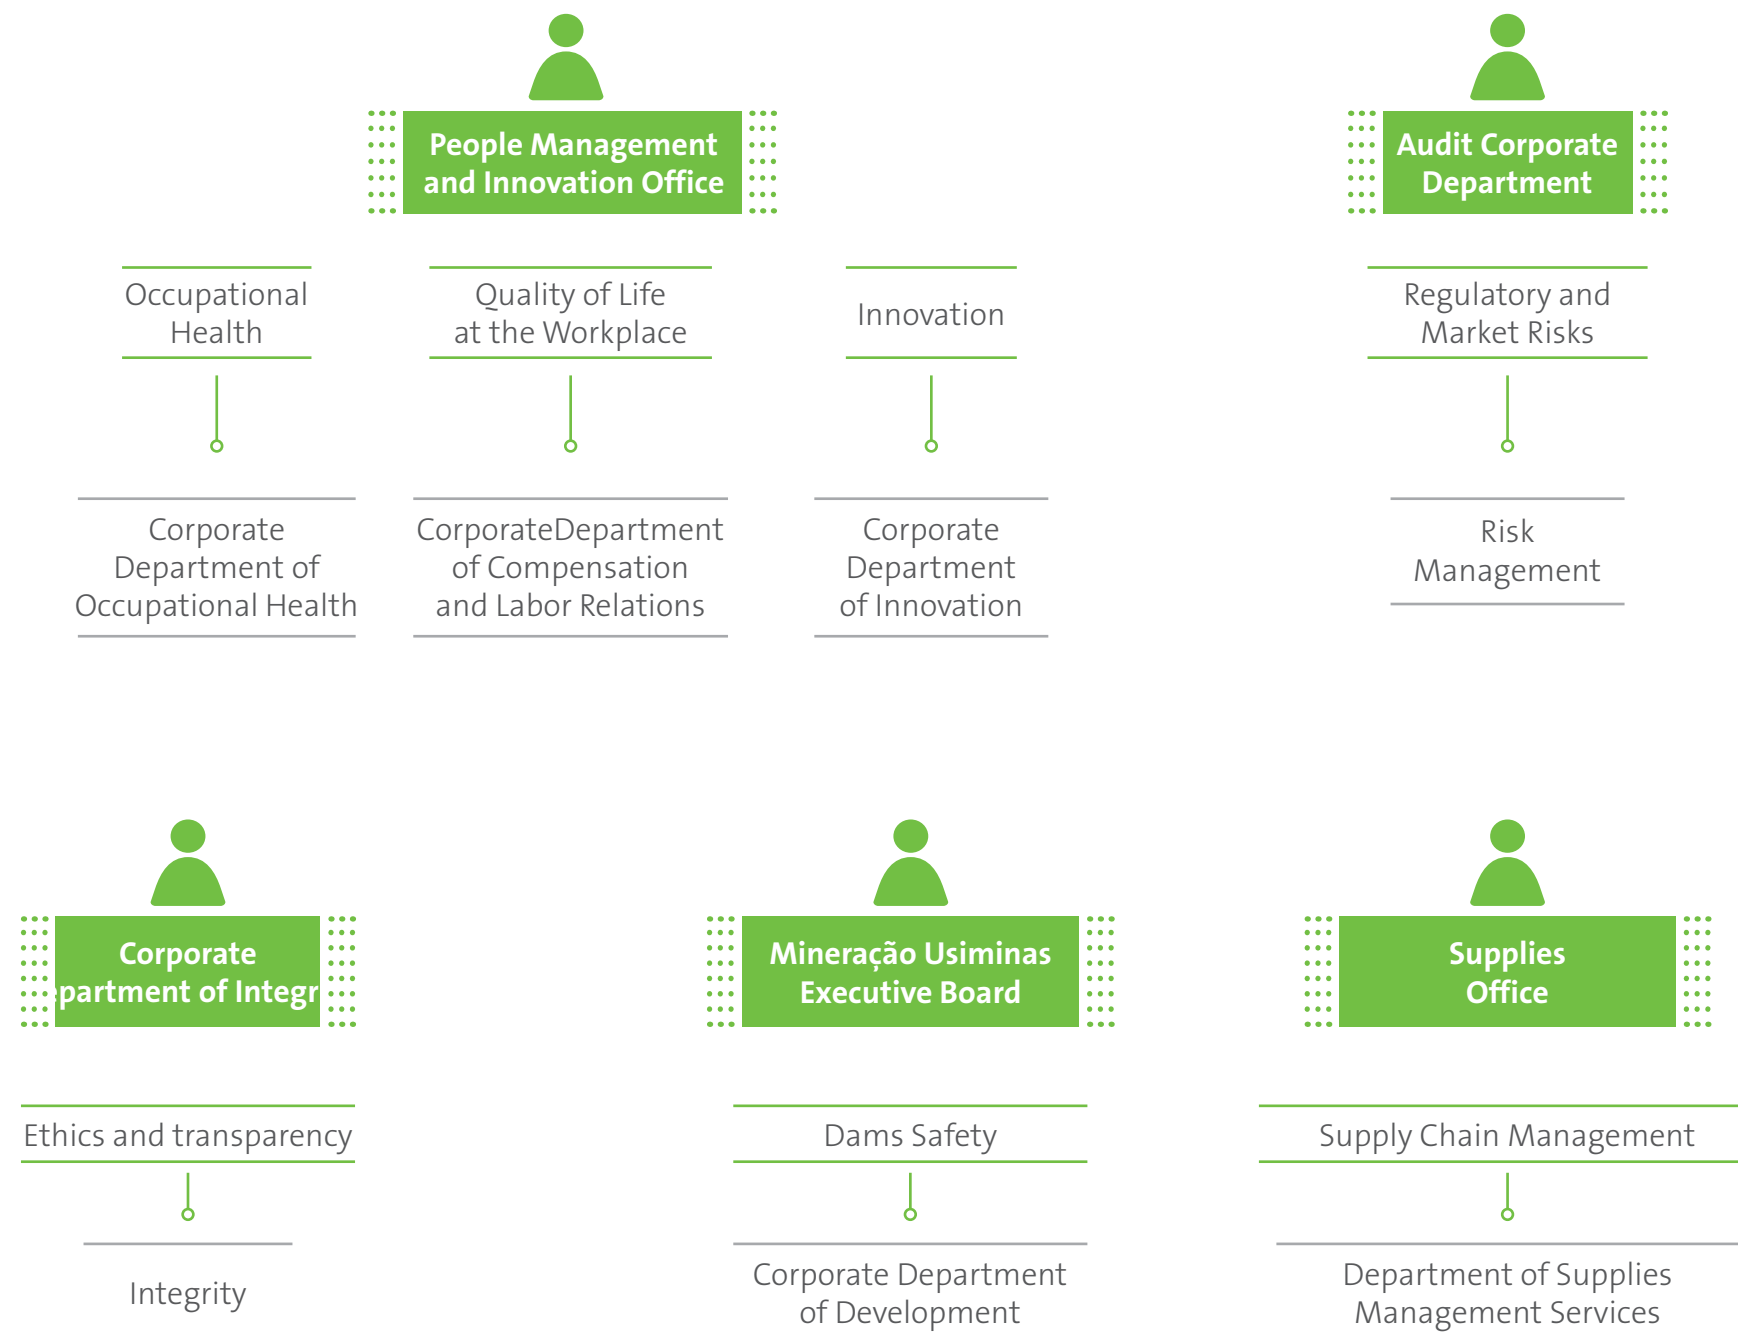 People Management
and Innovation Office
Audit Corporate
Department
Occupational
Health
Quality of Life
at the Workplace
Innovation
Regulatory and
Market Risks
Corporate
Department of
Occupational Health
CorporateDepartment
of Compensation
and Labor Relations
Corporate
Department
of Innovation
Risk
Management
Corporate
partment of Integr
Mineração Usiminas
Executive Board
Supplies
Office
Ethics and transparency
Dams Safety
Supply Chain Management
Integrity
Corporate Department
of Development
Department of Supplies
Management Services